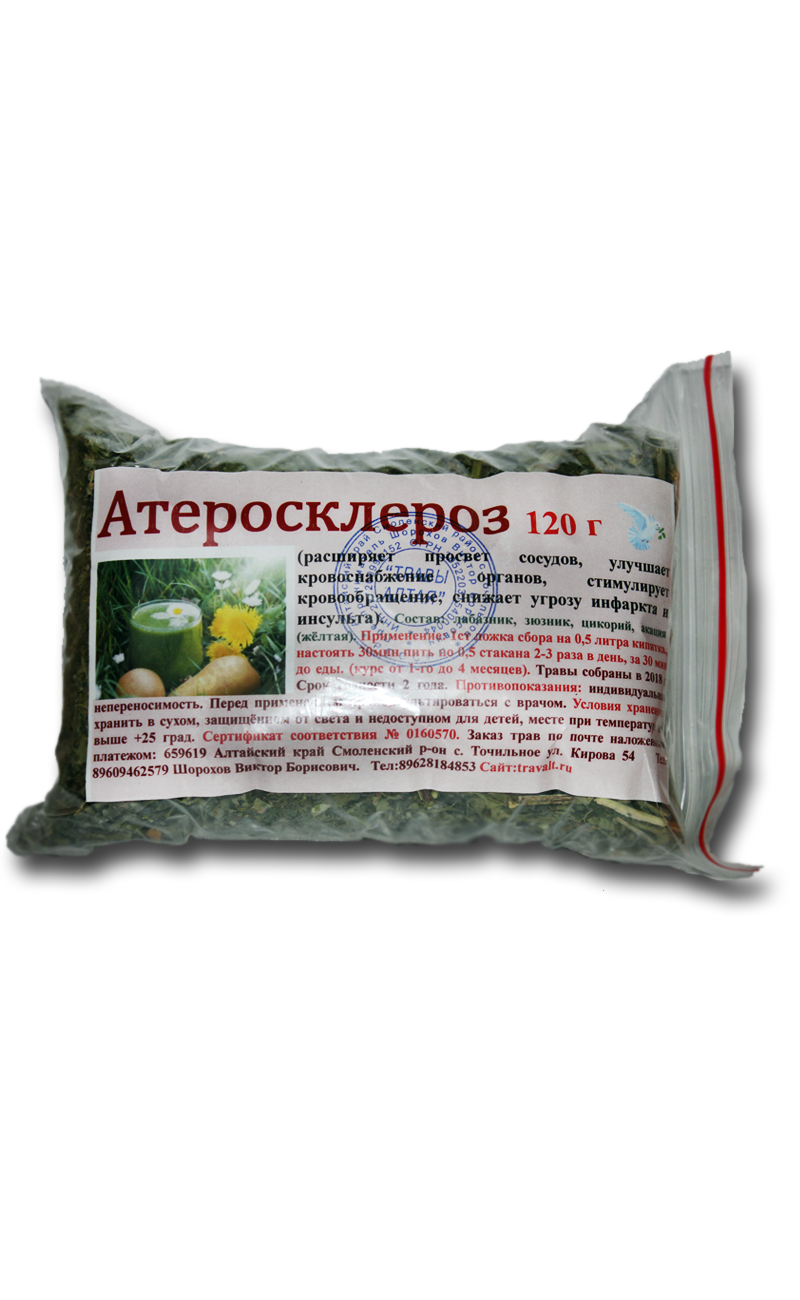 Атеросклероз 120 г
(расширяет просвет сосудов, улучшает
кровоснабжение органов, стимулирует
кровообращение, снижает угрозу инфаркта и
инсульта). Состав: лабазник, зюзник, цикорий, акация
(жёлтая). Применение: 1ст ложка сбора на 0,5 литра кипятка,
настоять 30мин пить по 0,5 стакана 2-3 раза в день, за 30 мин
до еды. (курс от 1-го до 4 месяцев). Травы собраны в 2018
Срок годности 2 года. Противопоказания: индивидуальная
непереносимость. Перед применением с врачом. Условия хранения:
хранить в сухом, защищённом от света и недоступном для детей, месте при температуре
выше +25 град. Сертификат соответствия № 0160570. Заказ трав по почте наложенным
платежом: 659619 Алтайский край Смоленский р-он с. Точильное ул. Кирова 54
89609462579 Шорохов Виктор Борисович. Тел:89628184853 Сайт:travalt.ru
"ТРАВЫ
АЛТАЯ"